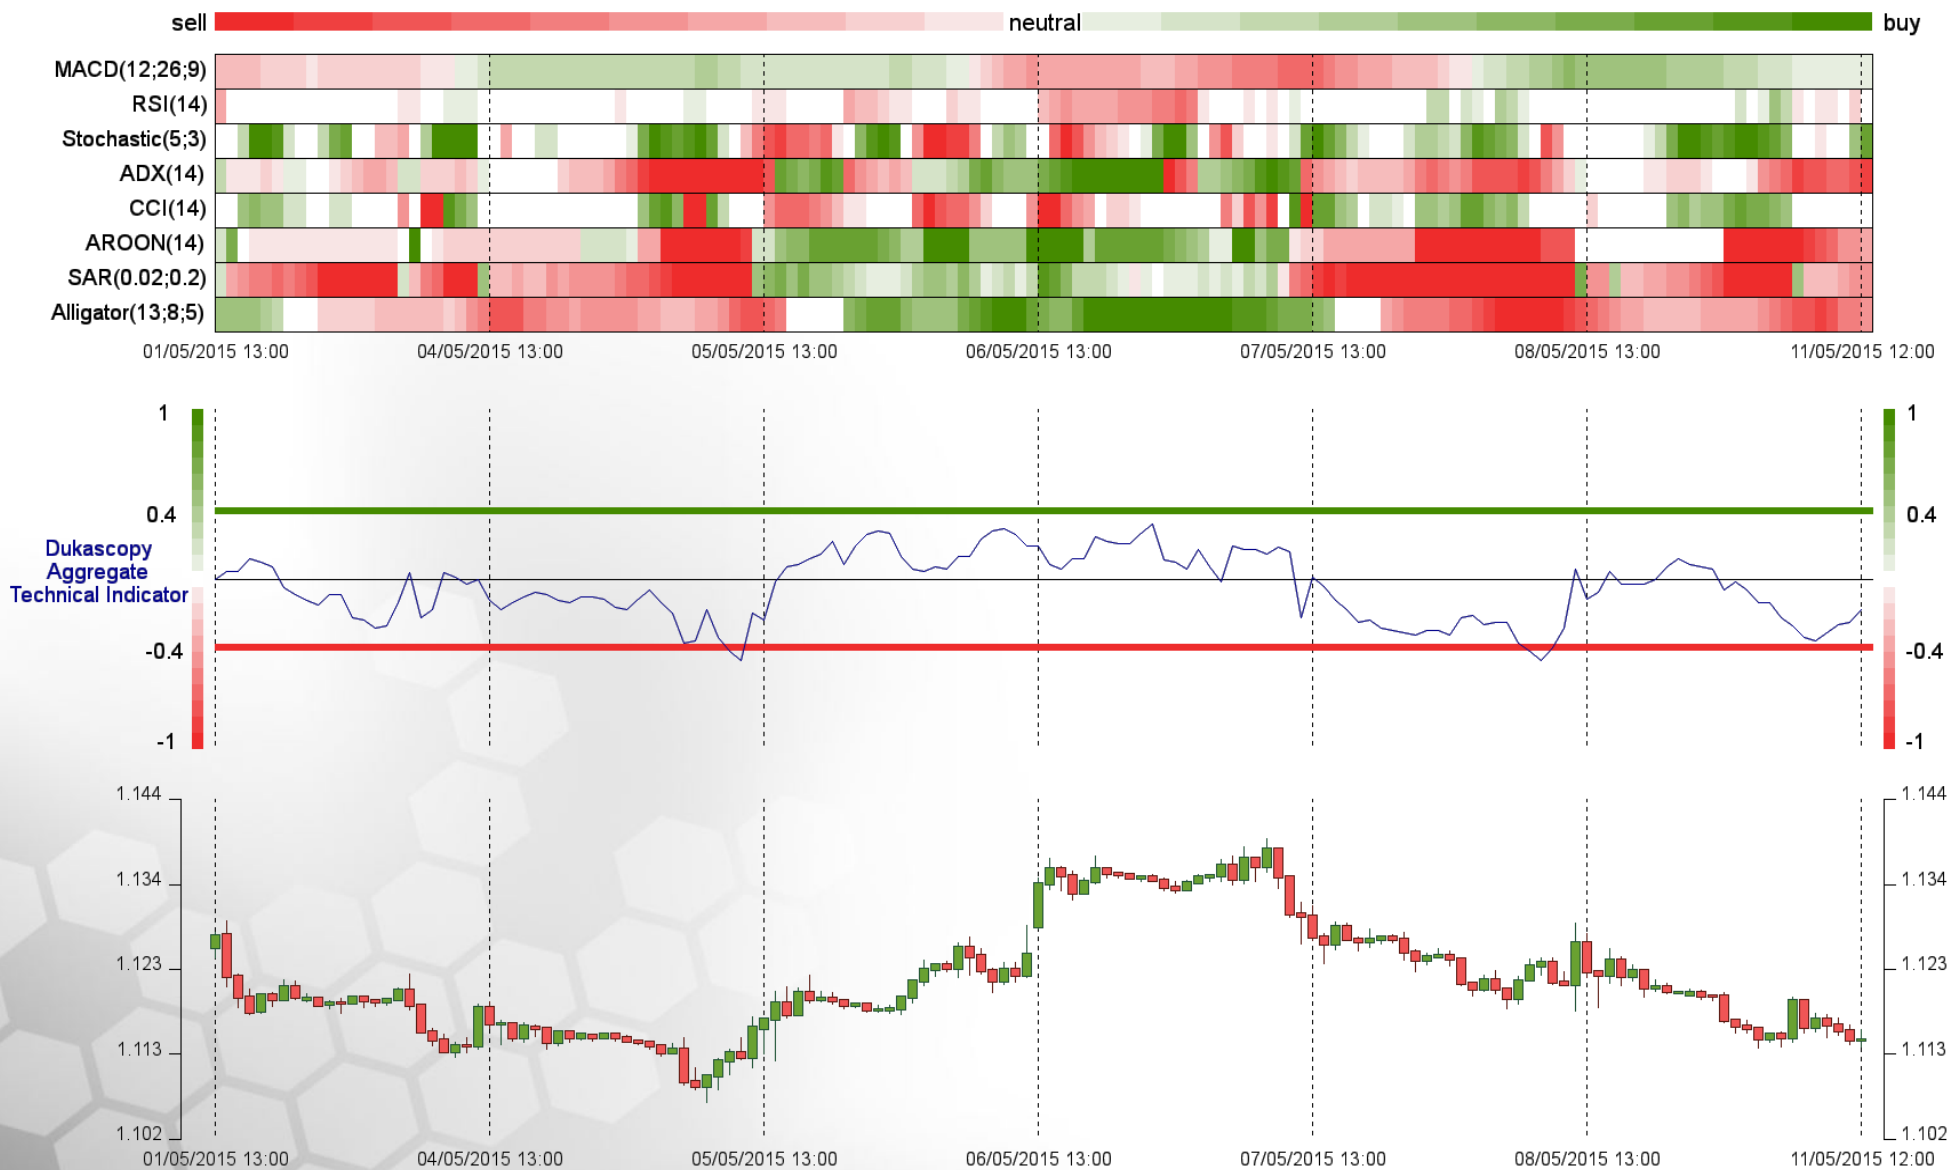 sell neutral buy
MACD(12;26;9)
RSI(14)
Stochastic(5;3)
ADX(14)
CCI(14)
AROON(14)
SAR(0.02;0.2)
Alligator(13;8;5)
01/05/2015 13:00 04/05/2015 13:00 05/05/2015 13:00 06/05/2015 13:00 07/05/2015 13:00 08/05/2015 13:00 11/05/2015 12:00
1 1
0.4 0.4
Dukascopy
Aggregate
Technical Indicator
-0.4 -0.4
-1 -1
1.144 1.144
1.134 1.134
1.123 1.123
1.113 1.113
1.102 1.102
01/05/2015 13:00 04/05/2015 13:00 05/05/2015 13:00 06/05/2015 13:00 07/05/2015 13:00 08/05/2015 13:00 11/05/2015 12:00